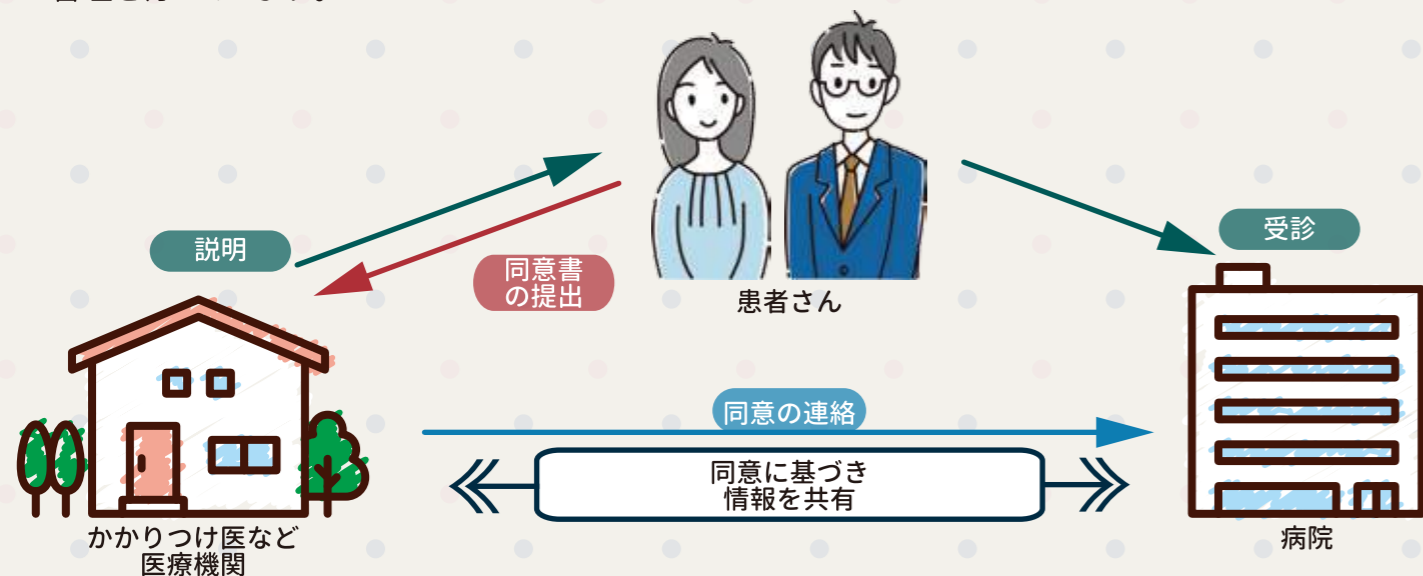 説明
同意書
の提出
患者さん
受診
同意の連絡
同意に基づき
情報を共有
かかりつけ医など
医療機関
病院